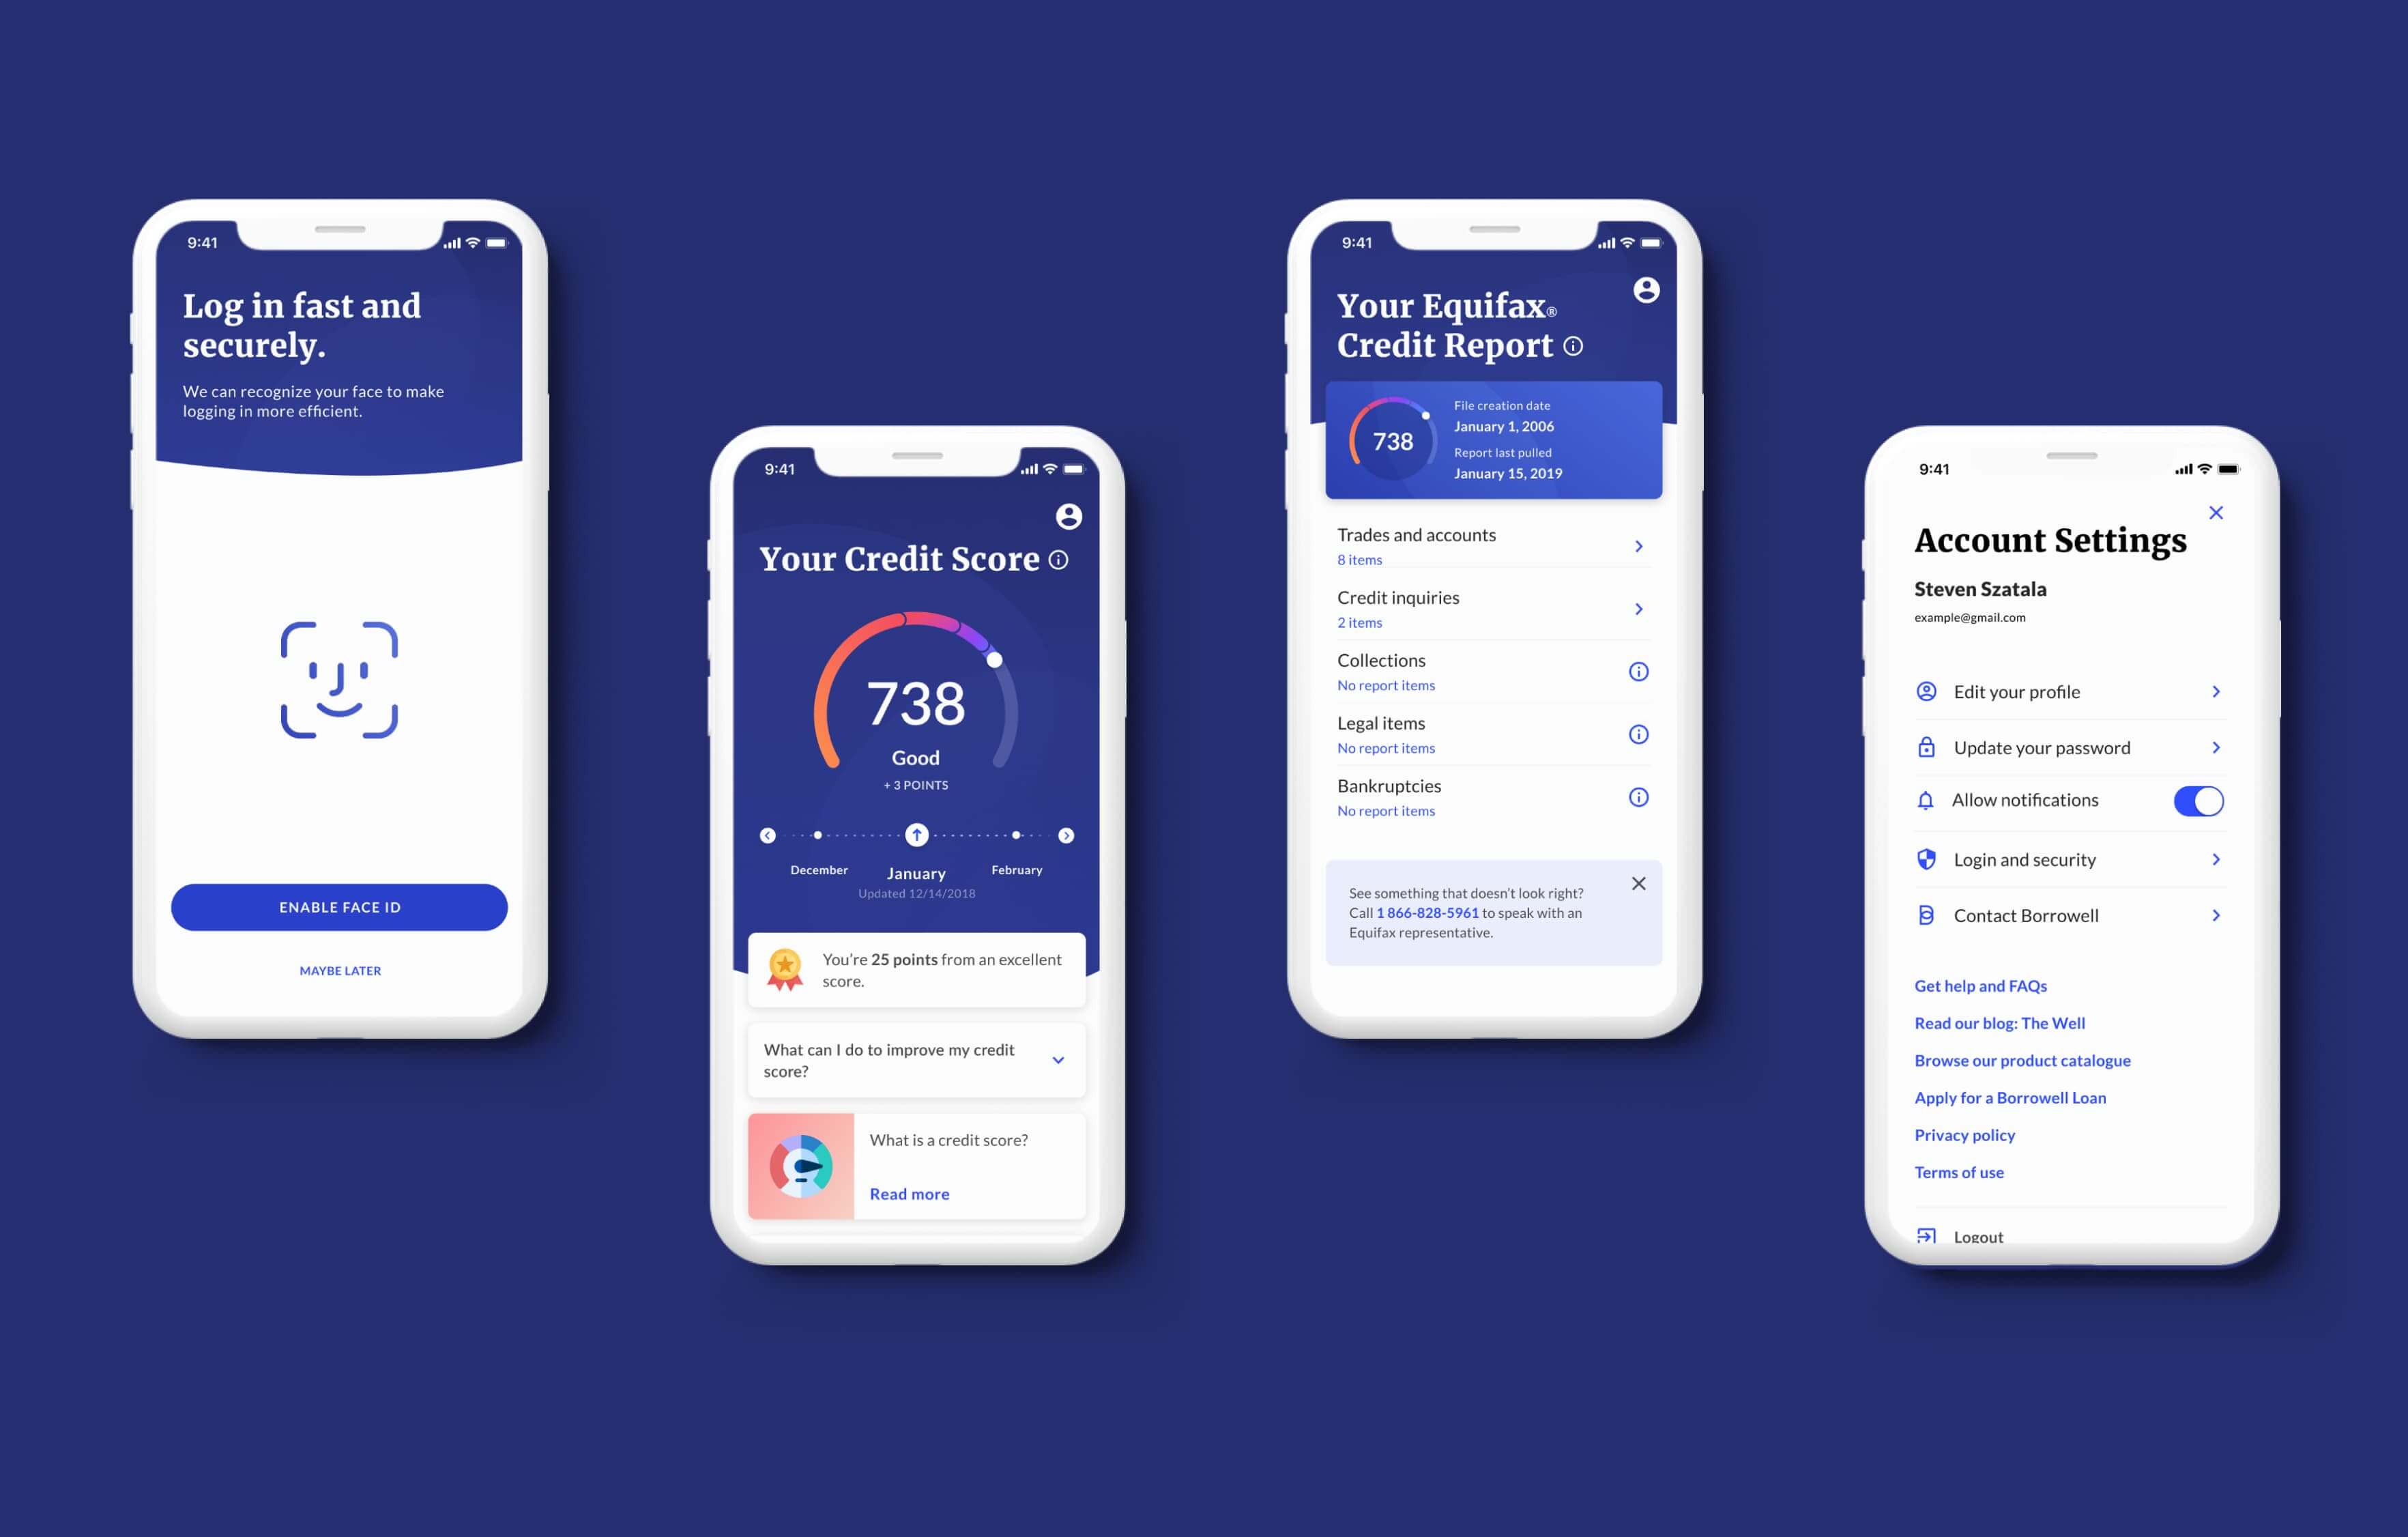 9:41
Log in fast and
securely.
We can recognize your face to make
logging in more efficient.
ENABLE FACE ID
MAYBE LATER
9:41
Your Credit Score
738
Good
+ 3 POINTS
December January February
Updated 12/14/2018
You're 25 points from an excellent
score.
What can I do to improve my credit
score?
What is a credit score?
Read more
9:41
Your Equifax®
Credit Report
738
File creation date
January 1, 2006
Report last pulled
January 15, 2019
Trades and accounts
8 items
Credit inquiries
2 items
Collections
No report items
Legal items
No report items
Bankruptcies
No report items
See something that doesn't look right?
Call 1 866-828-5961 to speak with an
Equifax representative.
9:41
Account Settings
Steven Szatala
example@gmail.com
Edit your profile
Update your password
Allow notifications
Login and security
Contact Borrowell
Get help and FAQs
Read our blog: The Well
Browse our product catalogue
Apply for a Borrowell Loan
Privacy policy
Terms of use
Logout